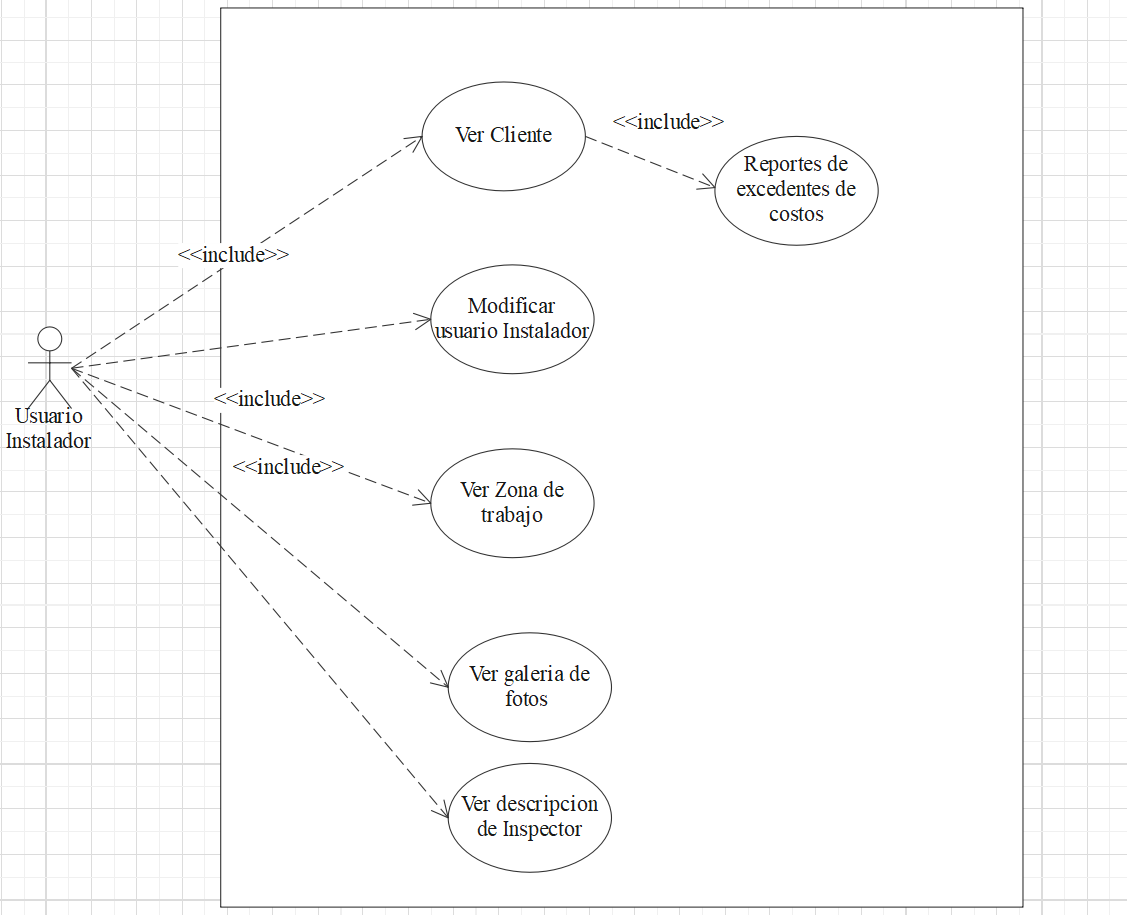 Ver Cliente
<<include>>
Reportes de
excedentes de
costos
<<include>>
Modificar
usuario Instalador
Usuario
Instalador
<<include>>
<<include>>
Ver Zona de
trabajo
Ver galeria de
fotos
Ver descripcion
de Inspector